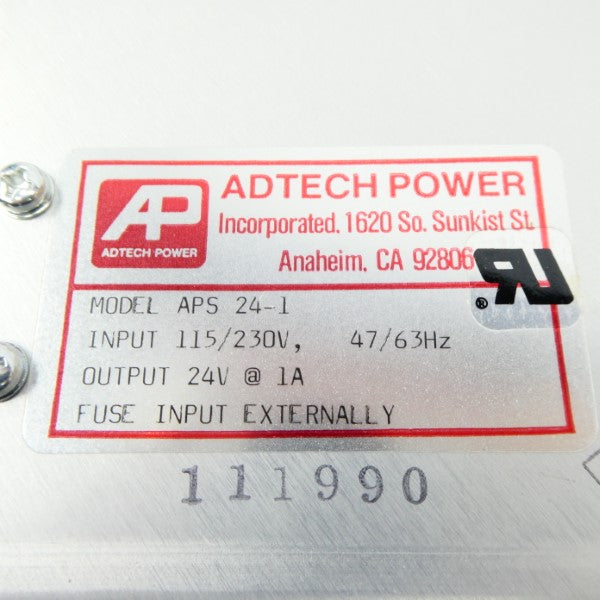 AP
ADTECH POWER
ADTECH POWER
Incorporated. 1620 So. Sunkist St.
Anaheim, CA 92806
RU
®
MODEL APS 24-1
INPUT 115/230V, 47/63Hz
OUTPUT 24V @ 1A
FUSE INPUT EXTERNALLY
111990